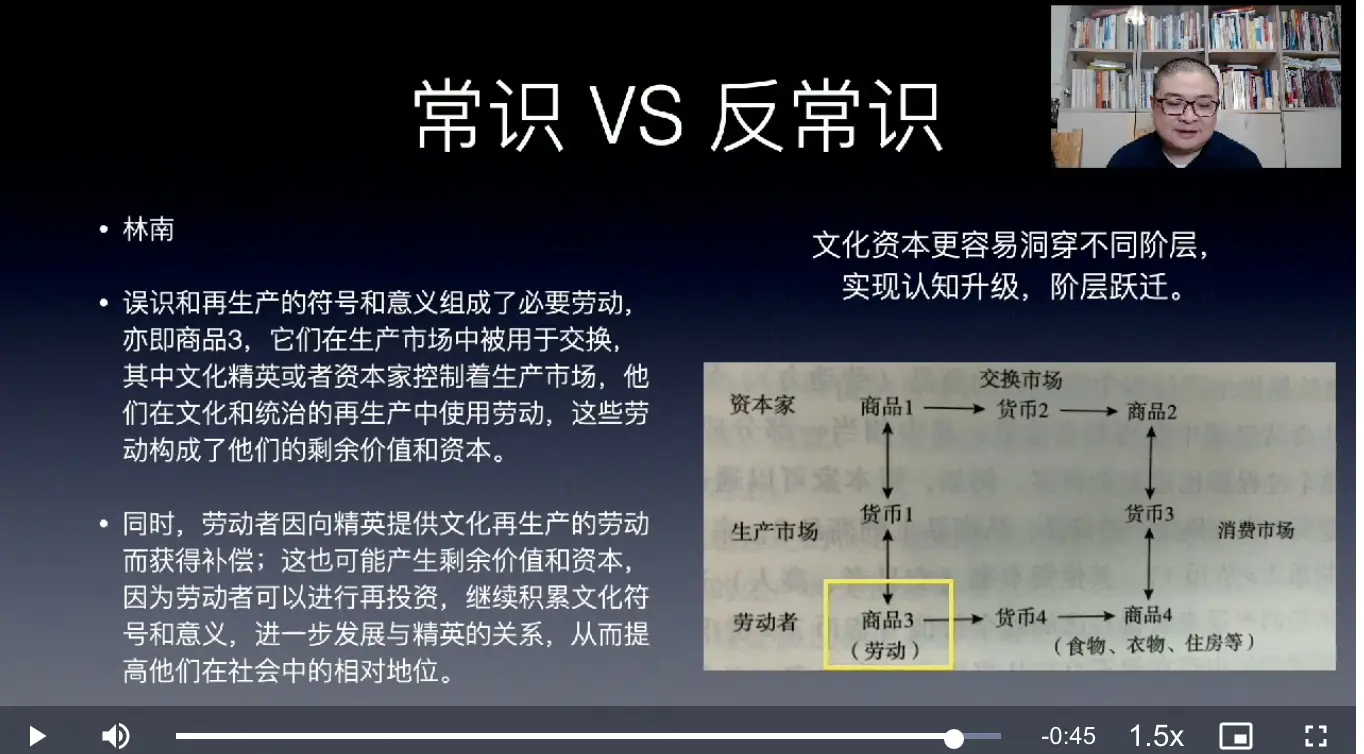 常识 VS 反常识
• 林南
• 误识和再生产的符号和意义组成了必要劳动，
亦即商品3，它们在生产市场中被用于交换，
其中文化精英或者资本家控制着生产市场，他
们在文化和统治的再生产中使用劳动，这些劳
动构成了他们的剩余价值和资本。
• 同时，劳动者因向精英提供文化再生产的劳动
而获得补偿；这也可能产生剩余价值和资本，
因为劳动者可以进行再投资，继续积累文化符
号和意义，进一步发展与精英的关系，从而提
高他们在社会中的相对地位。
文化资本更容易洞穿不同阶层，
实现认知升级，阶层跃迁。
交换市场
资本家 商品1 货币2 商品2
生产市场 货币1 货币3 消费市场
劳动者 商品3 货币4 商品4
（劳动） （食物、衣物、住房等）
-0:45 1.5x